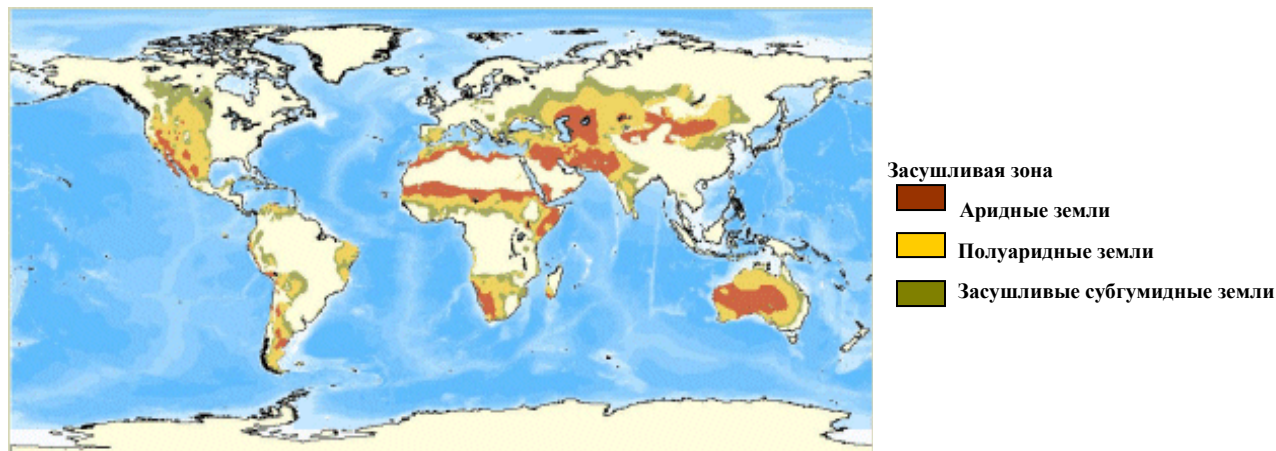 Засушливая зона
Аридные земли
Полуаридные земли
Засушливые субгумидные земли